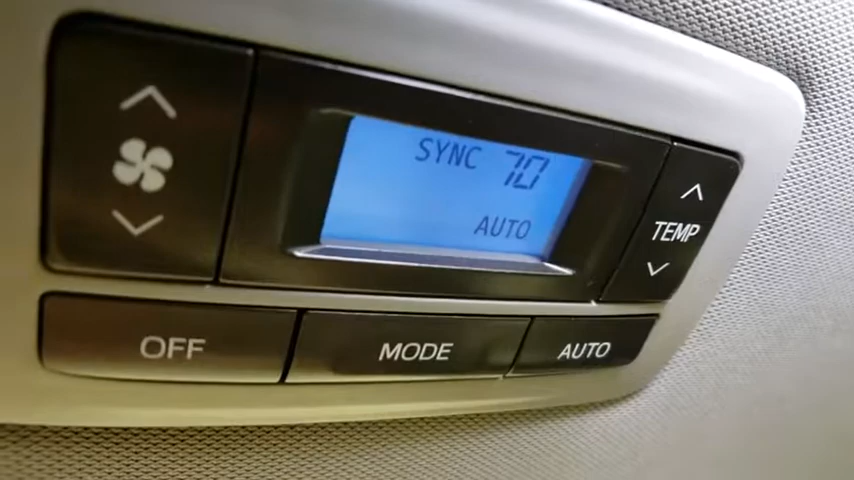 SYNC 70
AUTO
TEMP
OFF
MODE
AUTO